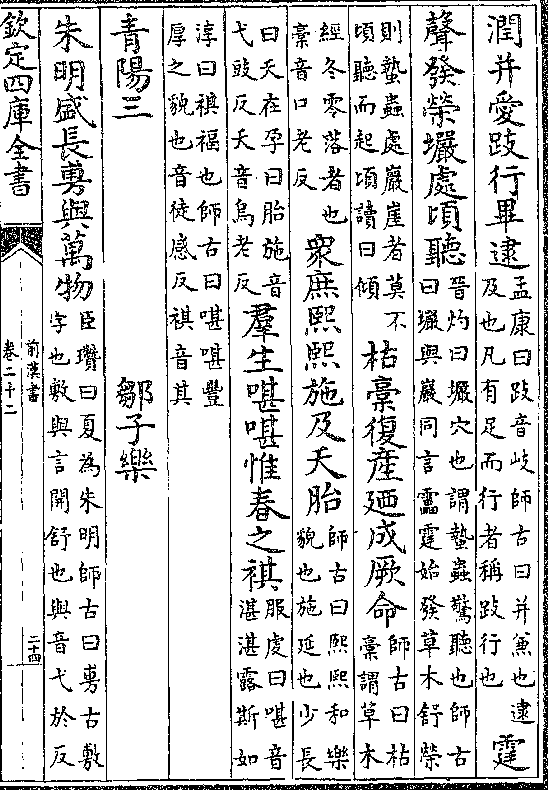 潤并愛跂行畢逮孟康曰跂音岐師古曰并兼也逮及也凡有足而行者稱跂行也霆
聲發榮壧處頃聽晉灼曰壧穴也謂蟄蟲驚聽也師古曰壧與巖同言靁霆始發草木舒榮
則蟄蟲處巖崖者莫不頃聽而起頃讀曰傾枯槀復產廼成厥命師古曰枯槀謂草木
經冬零落者也槀音口老反衆庶熙熙施及夭胎師古曰熙熙和樂貌也施延也少長
曰夭在孕曰胎施音弋豉反夭音烏老反羣生啿啿惟春之祺服虔曰啿音湛湛露斯如
淳曰祺福也師古曰啿啿豐厚之貌也音徒感反祺音其
青陽三 鄒子樂
朱明盛長旉與萬物臣瓚曰夏為朱明師古曰旉古敷字也敷與言開舒也與音弋於反
欽定四庫全書
前漢書
卷二十二
二十四